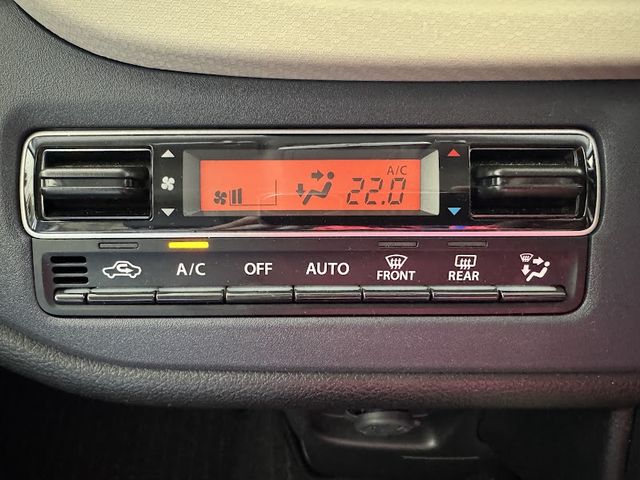 A/C
22.0
A/C
OFF
AUTO
FRONT
REAR